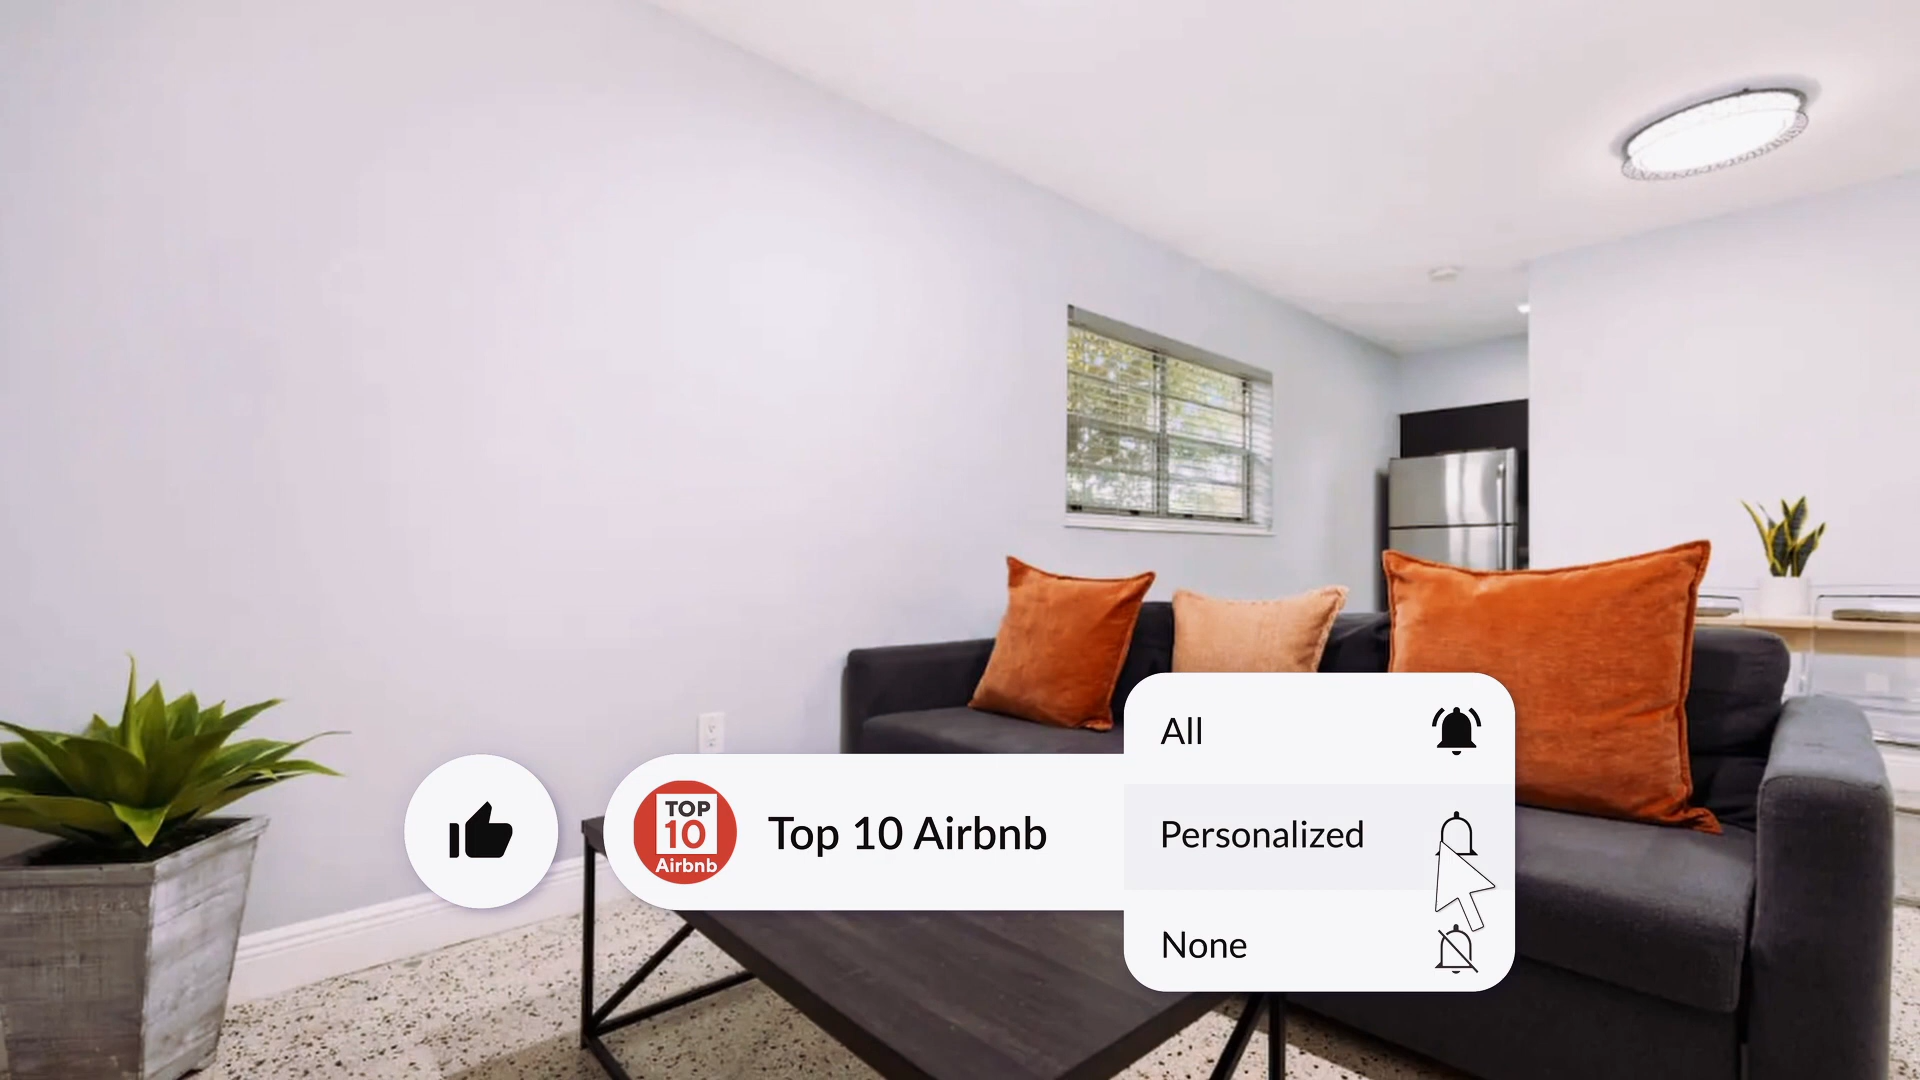 TOP
10
Airbnb
Top 10 Airbnb
All
Personalized
None